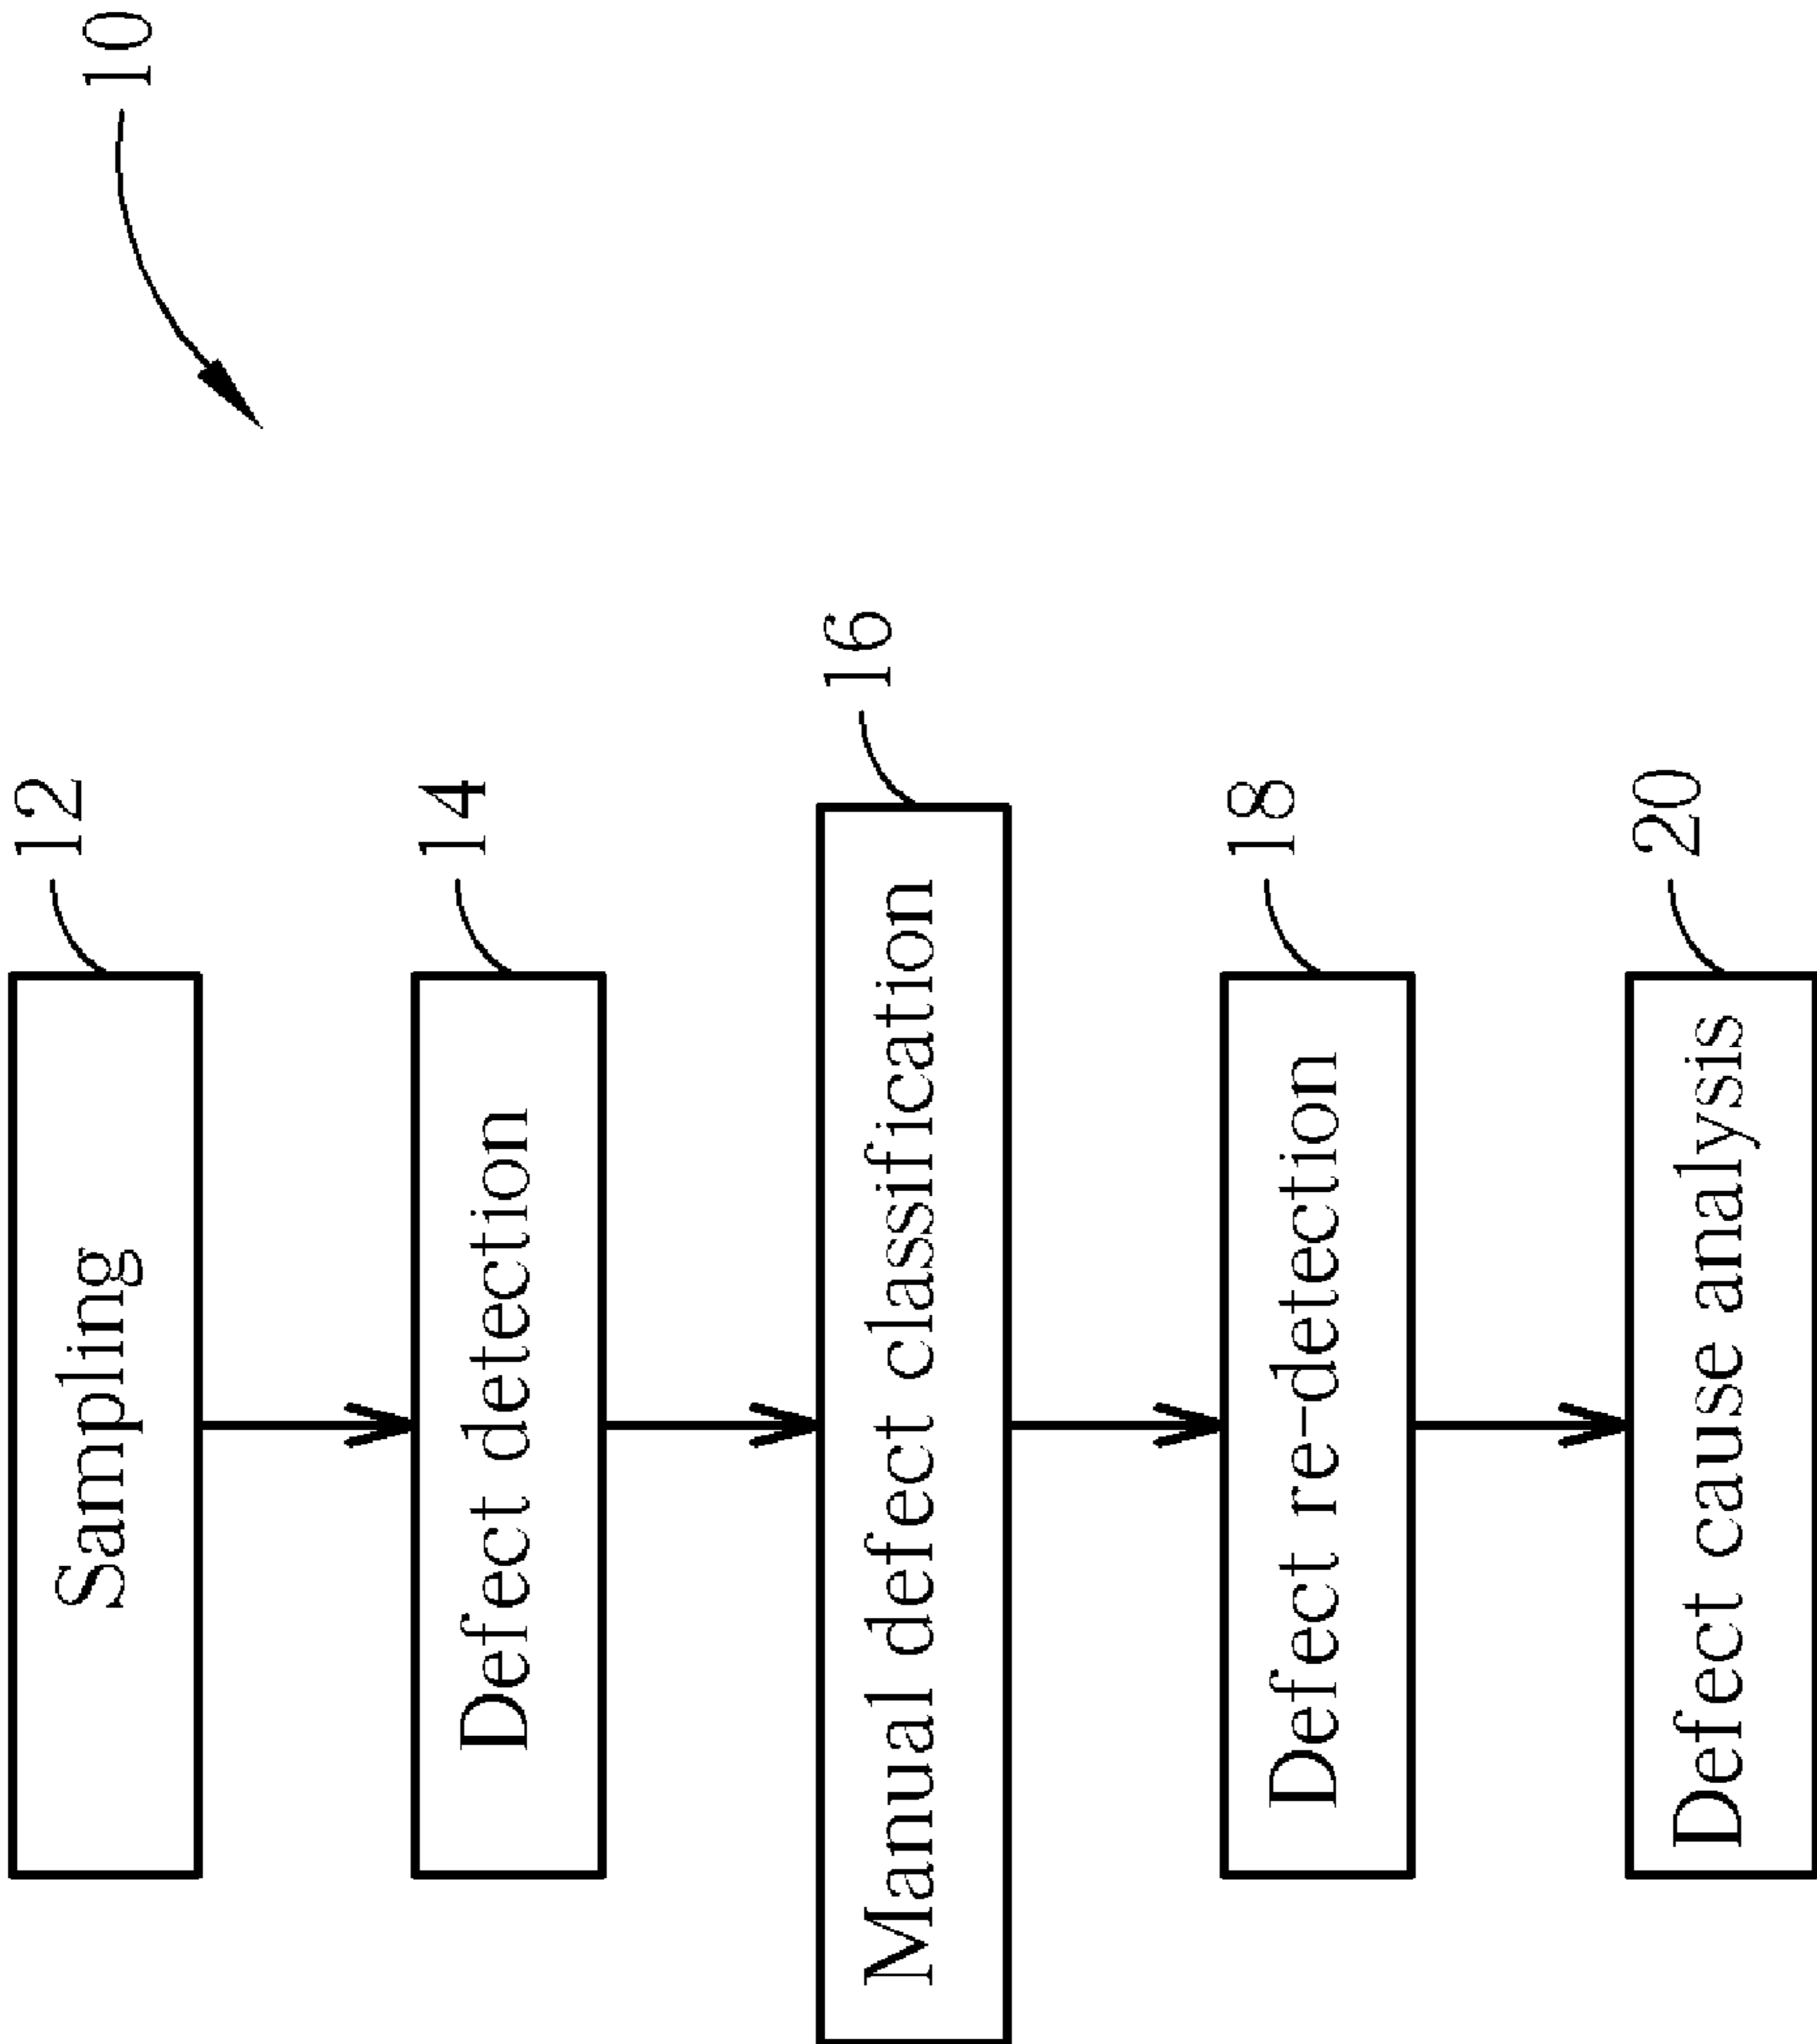 10
Sampling
12
Defect detection
14
Manual defect classification
16
Defect re-detection
18
Defect cause analysis
20